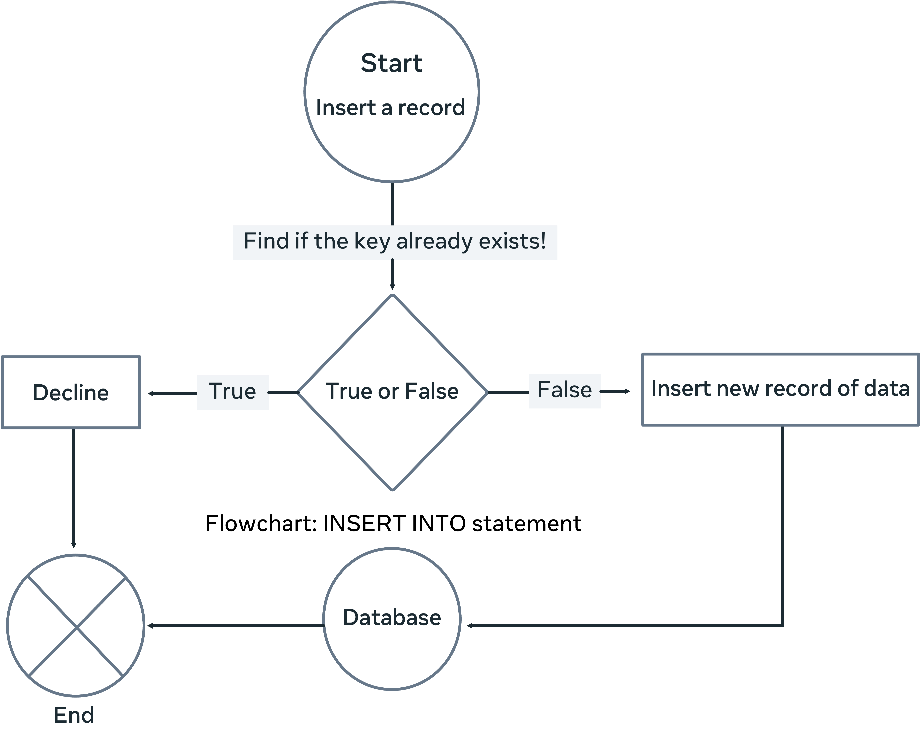 Start
Insert a record
Find if the key already exists!
Decline
True
True or False
False
Insert new record of data
Flowchart: INSERT INTO statement
Database
End